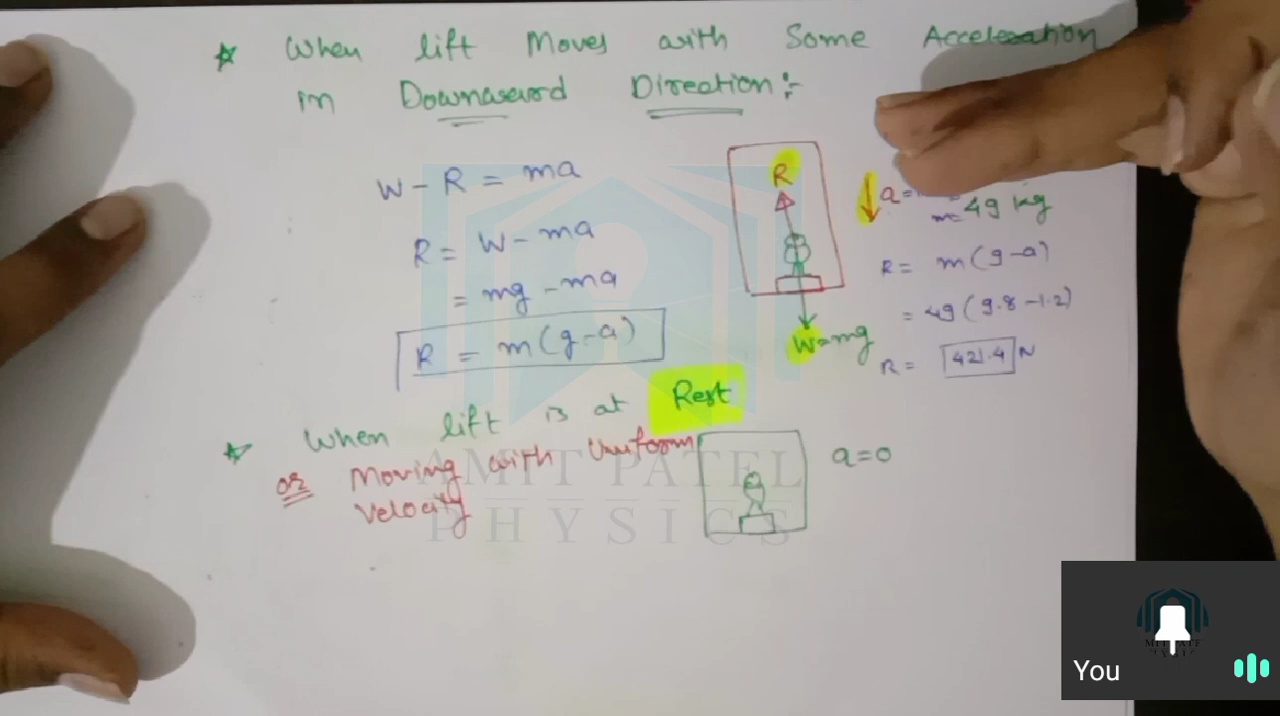 When lift Moves with Some Acceleration
in Downward Direction :-
W - R = ma
R = W - ma
= mg - ma
R = m(g-a)
R
W=mg
a=
m= 49 kg
R = m(g-a)
= 49 (9.8-1.2)
R = 421.4 N
When lift is at Rest
or Moving with Uniform
Velocity
a=0
AMIT PATEL
PHYSICS
You